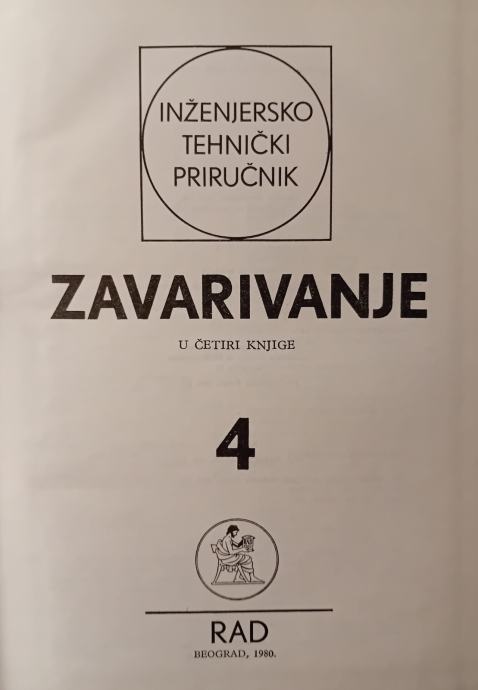 INŽENJERSKO
TEHNIČKI
PRIRUČNIK
ZAVARIVANJE
U ČETIRI KNJIGE
4
RAD
BEOGRAD, 1980.